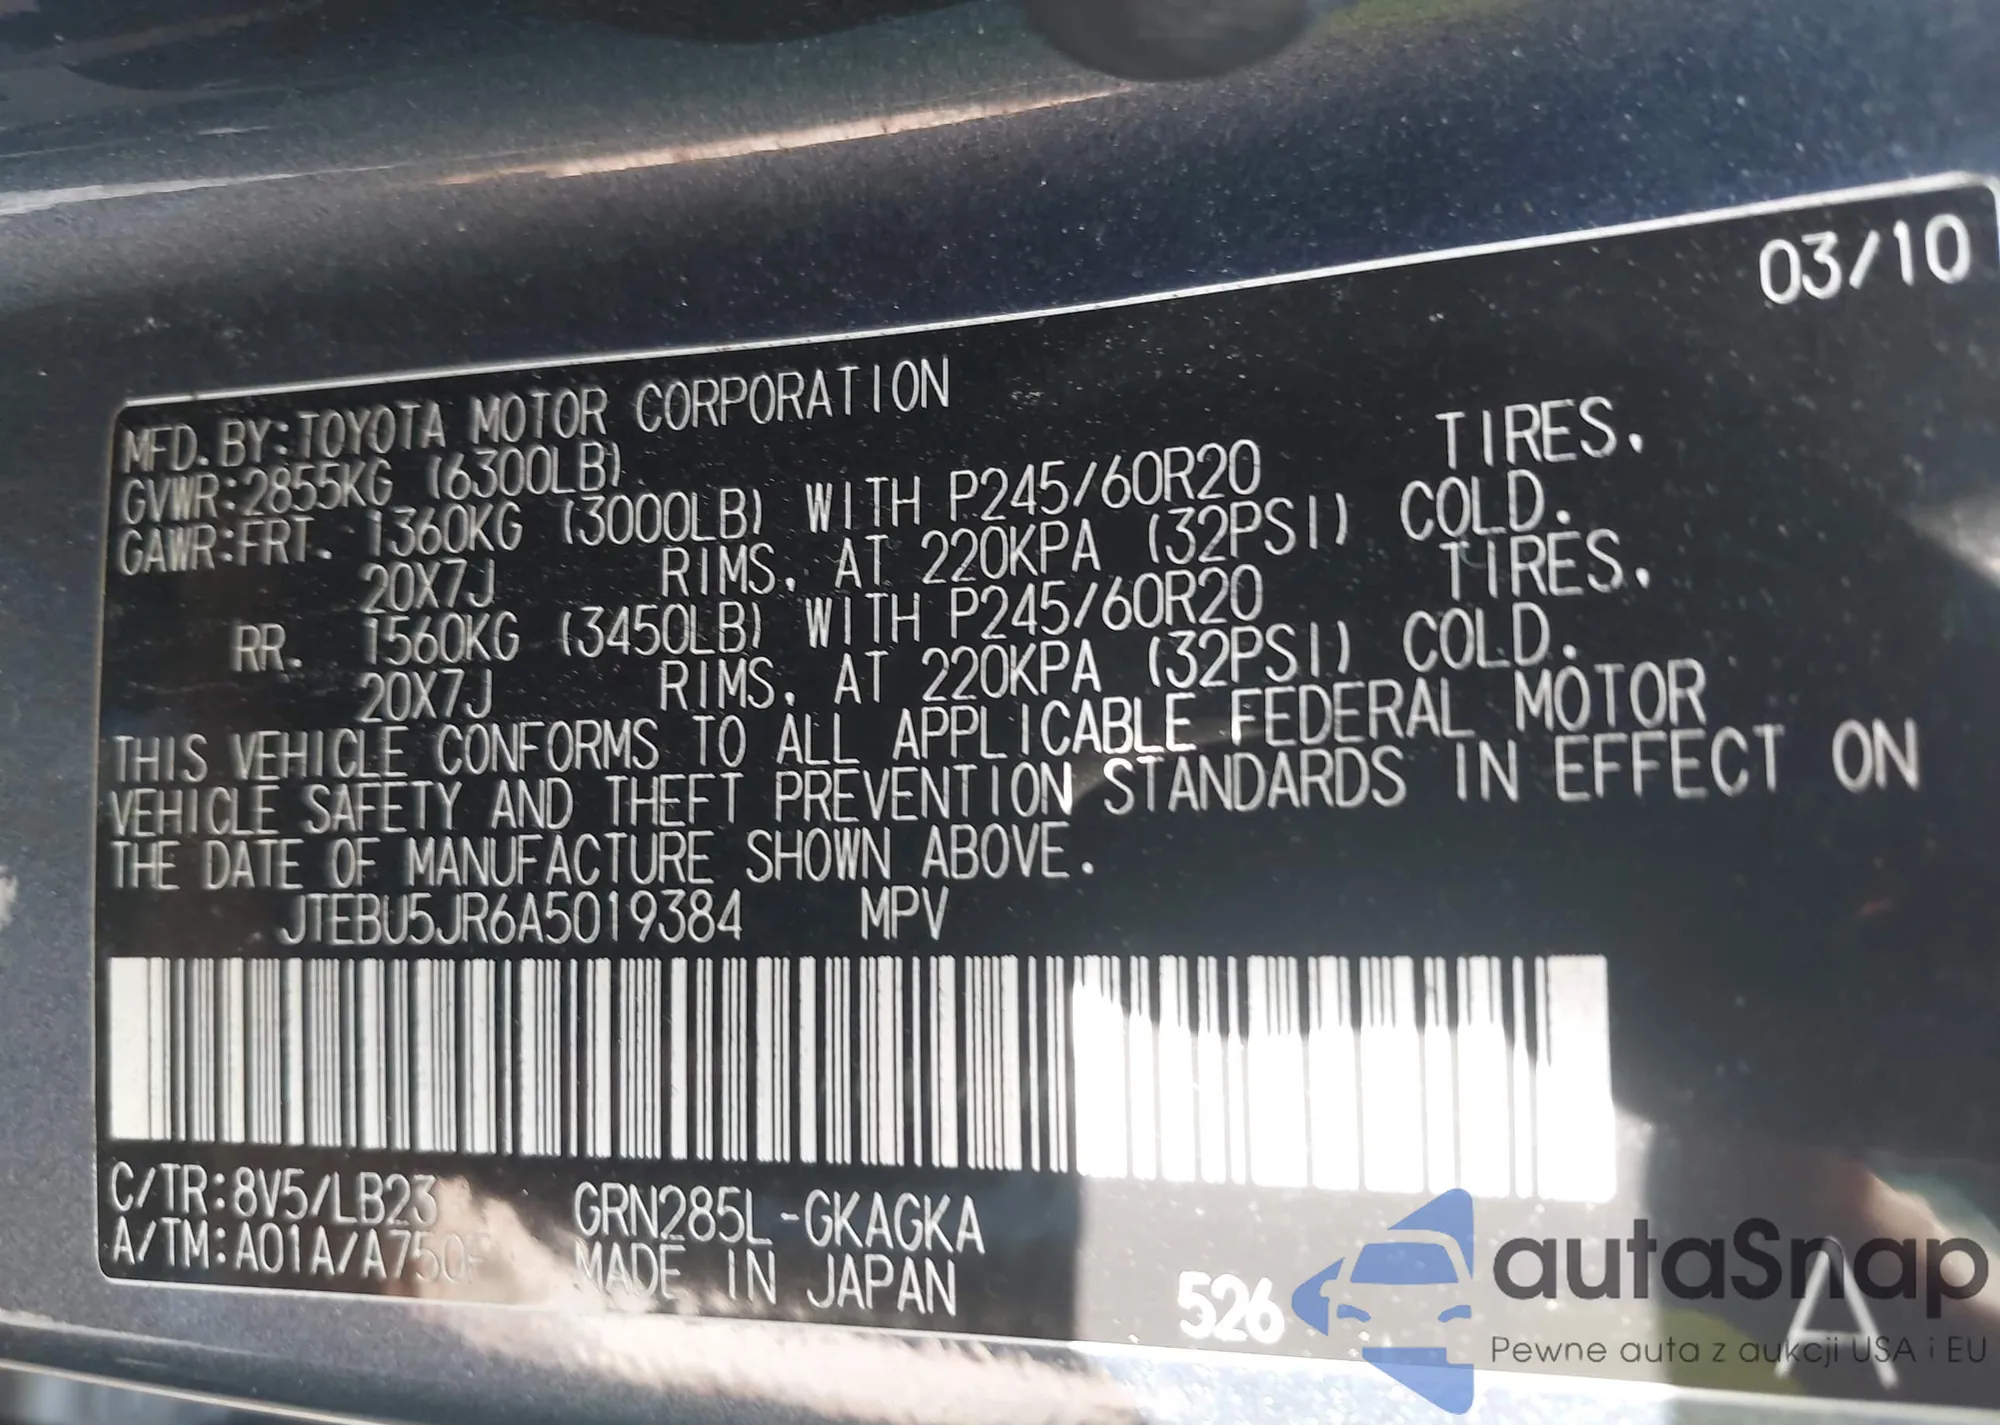 03/10
MFD.BY:TOYOTA MOTOR CORPORATION
GVWR:2855KG (6300LB)
GAWR:FRT. 1360KG (3000LB) WITH P245/60R20 TIRES,
20X7J RIMS, AT 220KPA (32PSI) COLD.
RR. 1560KG (3450LB) WITH P245/60R20 TIRES,
20X7J RIMS, AT 220KPA (32PSI) COLD.
THIS VEHICLE CONFORMS TO ALL APPLICABLE FEDERAL MOTOR
VEHICLE SAFETY AND THEFT PREVENTION STANDARDS IN EFFECT ON
THE DATE OF MANUFACTURE SHOWN ABOVE.
JTEBU5JR6A5019384 MPV
C/TR:8V5/LB23 GRN285L-GKAGKA
A/TM:A01A/A750F MADE IN JAPAN
526
A
autaSnap
Pewne auta z aukcji USA i EU